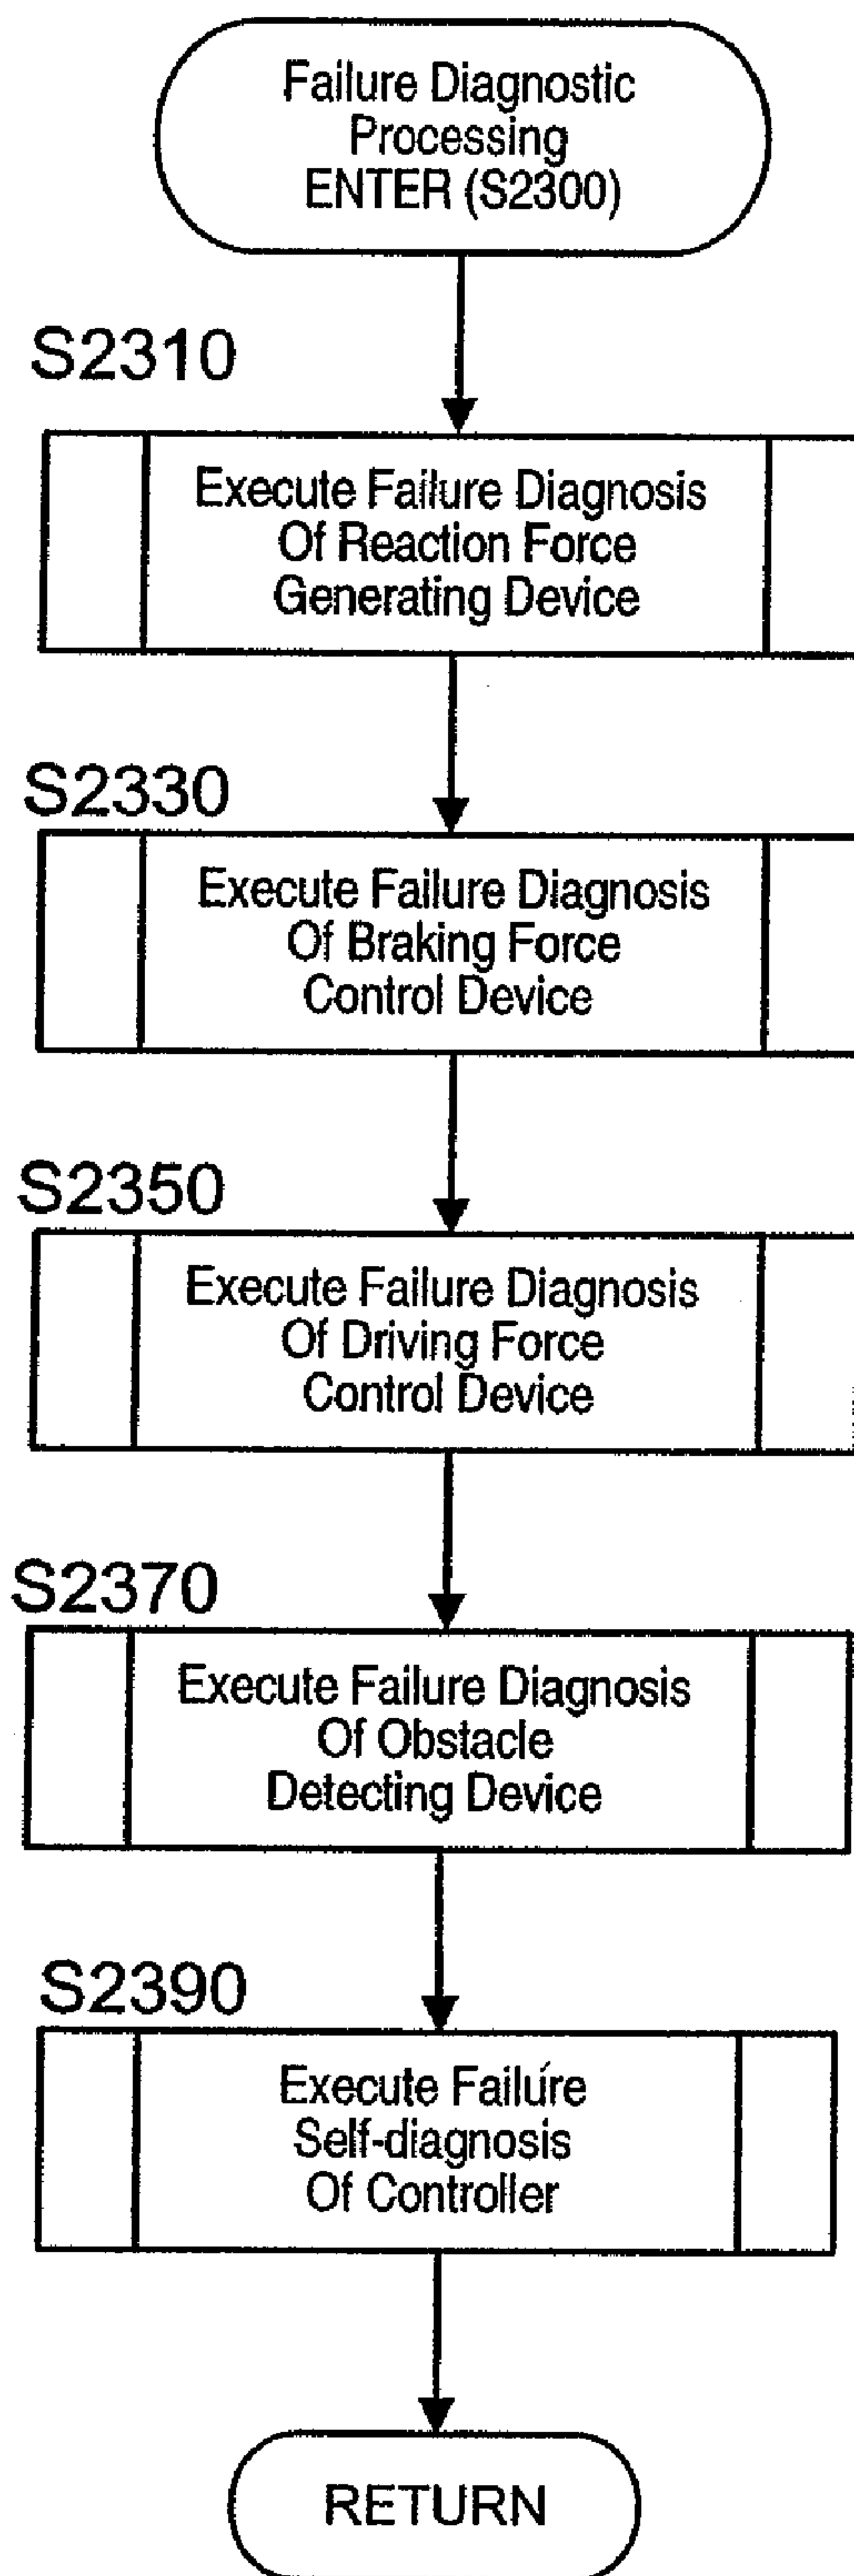 Failure Diagnostic
Processing
ENTER (S2300)
S2310
Execute Failure Diagnosis
Of Reaction Force
Generating Device
S2330
Execute Failure Diagnosis
Of Braking Force
Control Device
S2350
Execute Failure Diagnosis
Of Driving Force
Control Device
S2370
Execute Failure Diagnosis
Of Obstacle
Detecting Device
S2390
Execute Failure
Self-diagnosis
Of Controller
RETURN